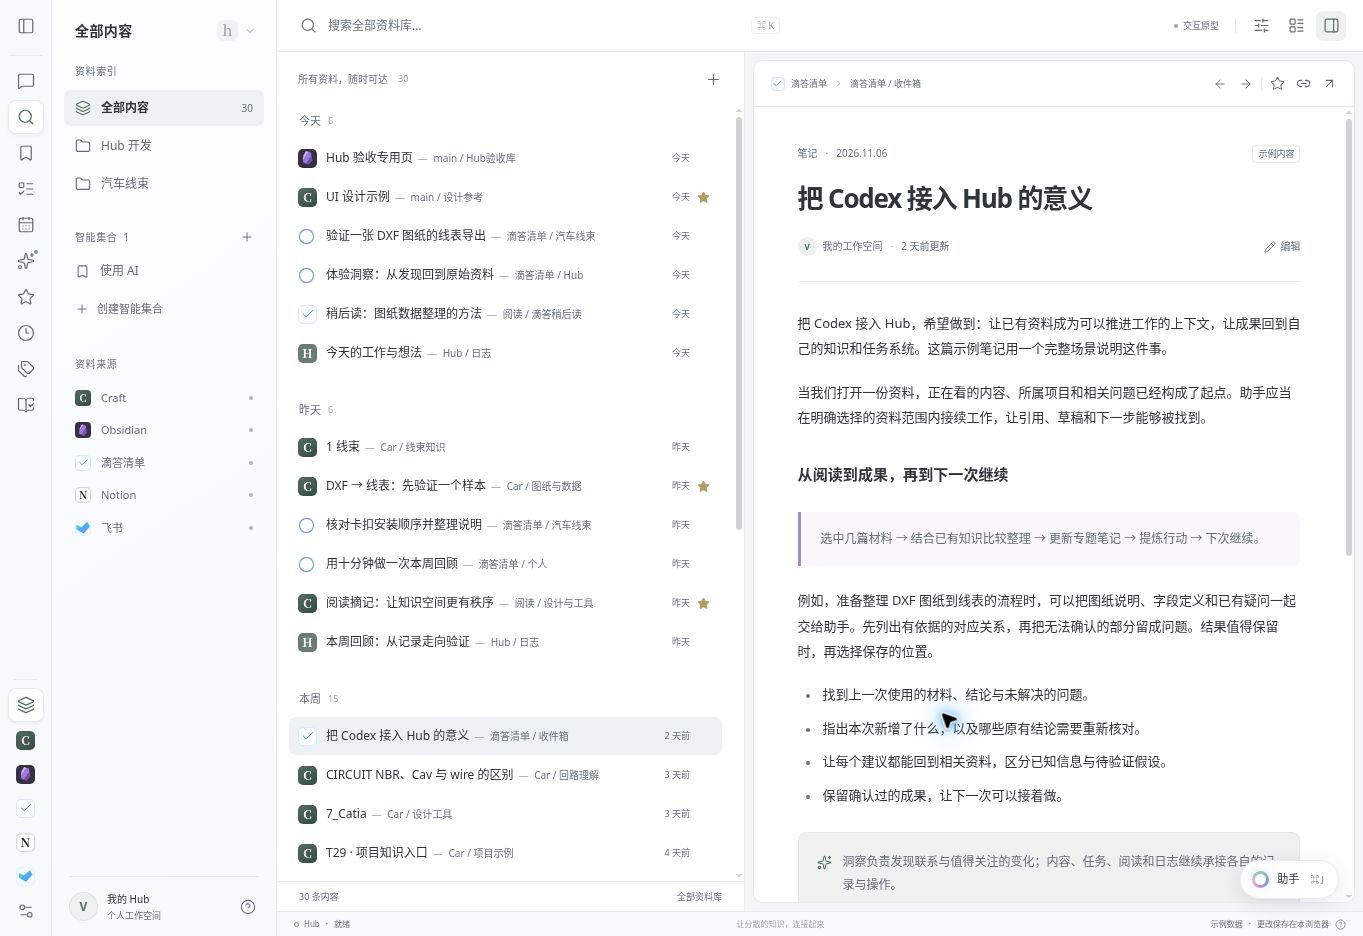 全部内容
h
资料索引
全部内容 30
Hub 开发
汽车线束
智能集合 1
使用 AI
创建智能集合
资料来源
C Craft
Obsidian
滴答清单
N Notion
飞书
C
N
V 我的 Hub
个人工作空间
搜索全部资料库...
⌘ K
交互原型
所有资料，随时可达 30
今天 6
Hub 验收专用页 — main / Hub验收库 今天
C UI 设计示例 — main / 设计参考 今天
验证一张 DXF 图纸的线表导出 — 滴答清单 / 汽车线束 今天
体验洞察：从发现回到原始资料 — 滴答清单 / Hub 今天
稍后读：图纸数据整理的方法 — 阅读 / 滴答稍后读 今天
H 今天的工作与想法 — Hub / 日志 今天
昨天 6
C 1 线束 — Car / 线束知识 昨天
C DXF → 线表：先验证一个样本 — Car / 图纸与数据 昨天
核对卡扣安装顺序并整理说明 — 滴答清单 / 汽车线束 昨天
用十分钟做一次本周回顾 — 滴答清单 / 个人 昨天
C 阅读摘记：让知识空间更有秩序 — 阅读 / 设计与工具 昨天
H 本周回顾：从记录走向验证 — Hub / 日志 昨天
本周 15
把 Codex 接入 Hub 的意义 — 滴答清单 / 收件箱 2 天前
C CIRCUIT NBR、Cav 与 wire 的区别 — Car / 回路理解 3 天前
C 7_Catia — Car / 设计工具 3 天前
C T29 · 项目知识入口 — Car / 项目示例 4 天前
30 条内容 全部资料库
滴答清单 滴答清单 / 收件箱
笔记 · 2026.11.06 示例内容
把 Codex 接入 Hub 的意义
V 我的工作空间 · 2 天前更新 编辑
把 Codex 接入 Hub，希望做到：让已有资料成为可以推进工作的上下文，让成果回到自
己的知识和任务系统。这篇示例笔记用一个完整场景说明这件事。
当我们打开一份资料，正在看的内容、所属项目和相关问题已经构成了起点。助手应当
在明确选择的资料范围内接续工作，让引用、草稿和下一步能够被找到。
从阅读到成果，再到下一次继续
选中几篇材料 → 结合已有知识比较整理 → 更新专题笔记 → 提炼行动 → 下次继续。
例如，准备整理 DXF 图纸到线表的流程时，可以把图纸说明、字段定义和已有疑问一起
交给助手。先列出有依据的对应关系，再把无法确认的部分留成问题。结果值得保留
时，再选择保存的位置。
• 找到上一次使用的材料、结论与未解决的问题。
• 指出本次新增了什么，以及哪些原有结论需要重新核对。
• 让每个建议都能回到相关资料，区分已知信息与待验证假设。
• 保留确认过的成果，让下一次可以接着做。
洞察负责发现联系与值得关注的变化；内容、任务、阅读和日志继续承接各自的记
录与操作。
助手 ⌘J
Hub · 就绪
让分散的知识，连接起来
示例数据 · 更改保存在本浏览器